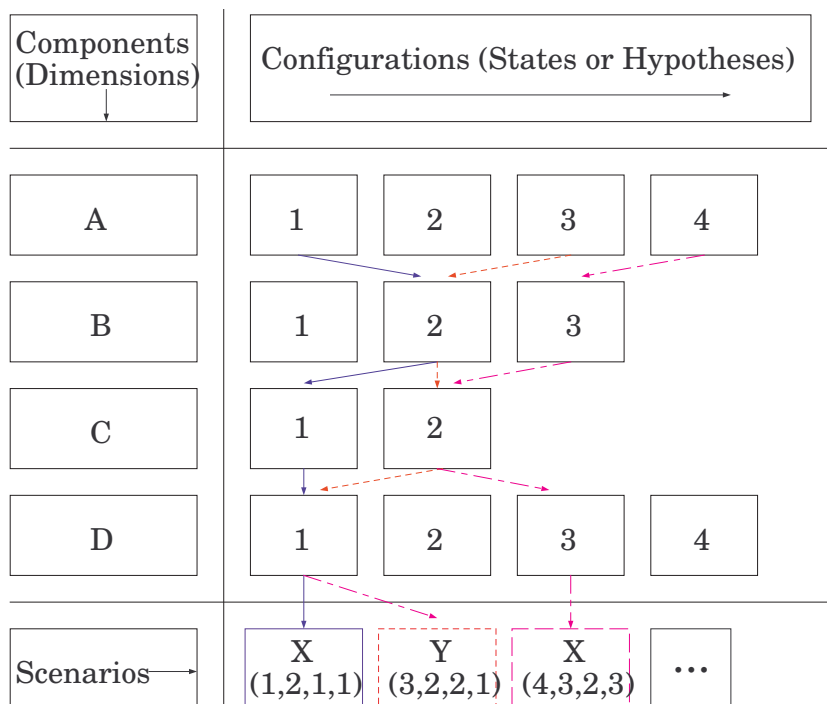 Components
(Dimensions)
Configurations (States or Hypotheses)
A
1 2 3 4
B
1 2 3
C
1 2
D
1 2 3 4
Scenarios
X
(1,2,1,1)
Y
(3,2,2,1)
X
(4,3,2,3)
...